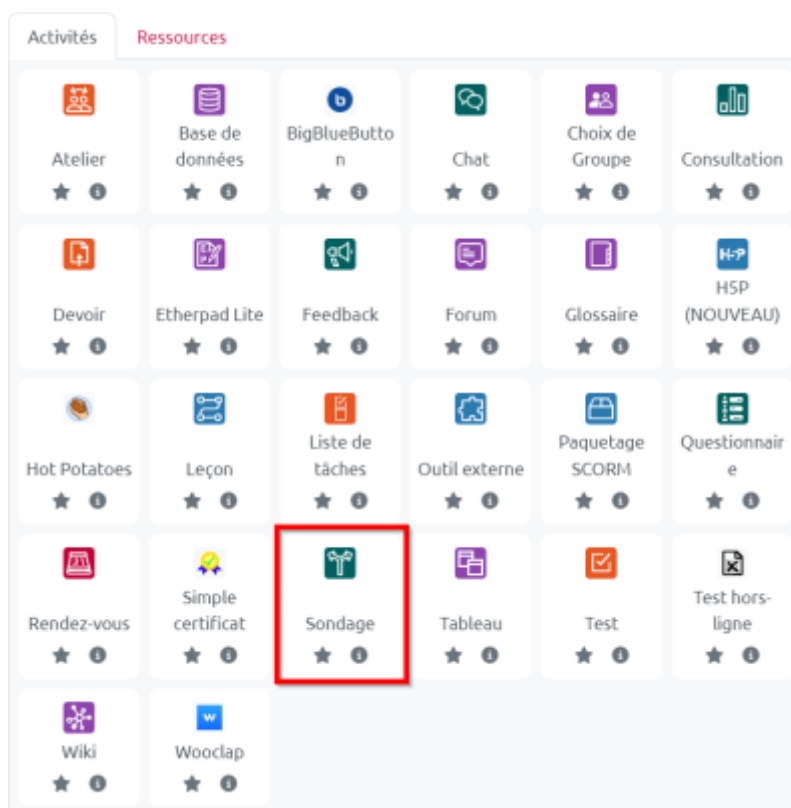 Activités Ressources
Atelier
Base de
données
BigBlueButto
n
Chat
Choix de
Groupe
Consultation
Devoir
Etherpad Lite
Feedback
Forum
Glossaire
H-P
H5P
(NOUVEAU)
Hot Potatoes
Leçon
Liste de
tâches
Outil externe
Paquetage
SCORM
Questionnair
e
Rendez-vous
Simple
certificat
Sondage
Tableau
Test
Test hors-
ligne
Wiki
W
Wooclap